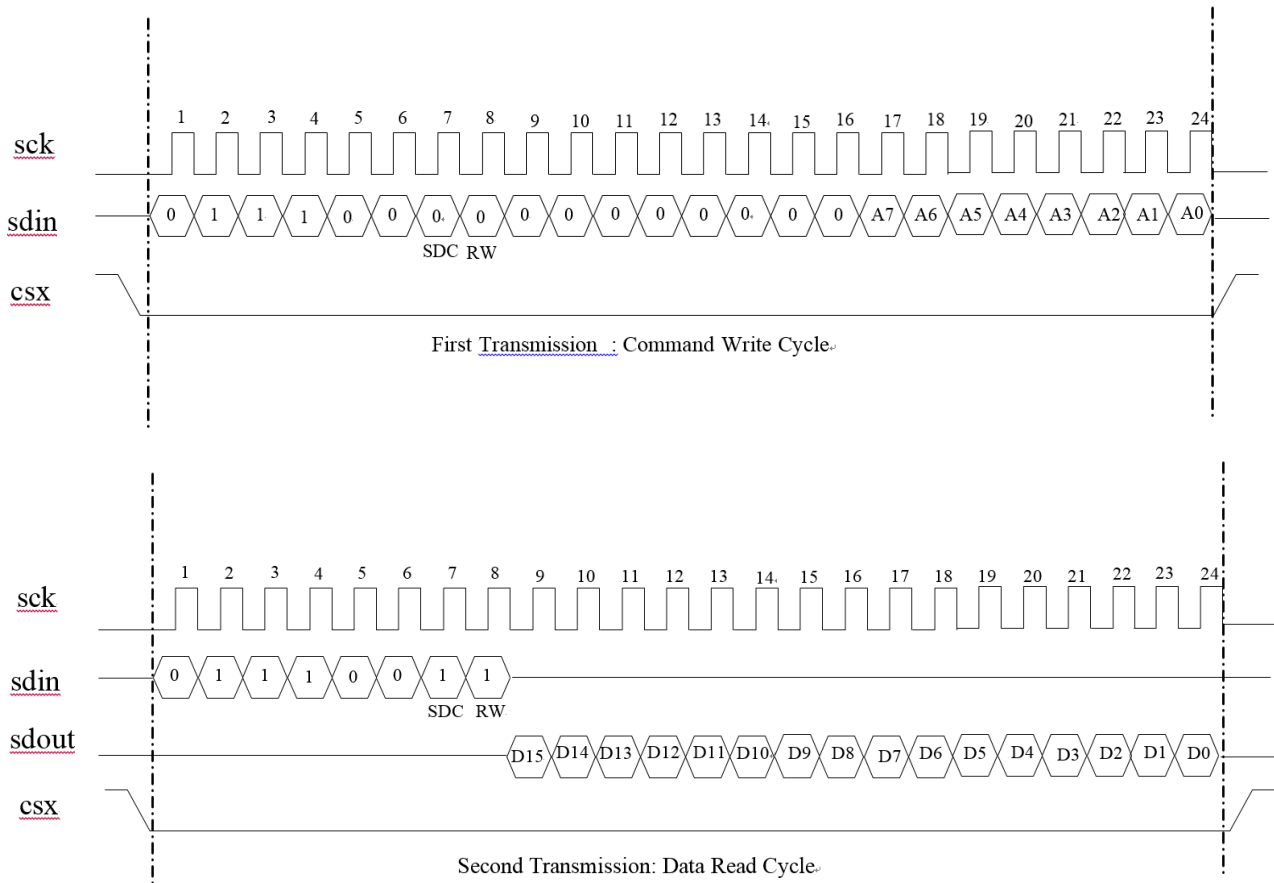 1 2 3 4 5 6 7 8 9 10 11 12 13 14 15 16 17 18 19 20 21 22 23 24
sck
sdin 0 1 1 1 0 0 0 0 0 0 0 0 0 0 0 0 A7 A6 A5 A4 A3 A2 A1 A0
SDC RW
csx
First Transmission : Command Write Cycle
1 2 3 4 5 6 7 8 9 10 11 12 13 14 15 16 17 18 19 20 21 22 23 24
sck
sdin 0 1 1 1 0 0 1 1
SDC RW
sdout D15 D14 D13 D12 D11 D10 D9 D8 D7 D6 D5 D4 D3 D2 D1 D0
csx
Second Transmission: Data Read Cycle